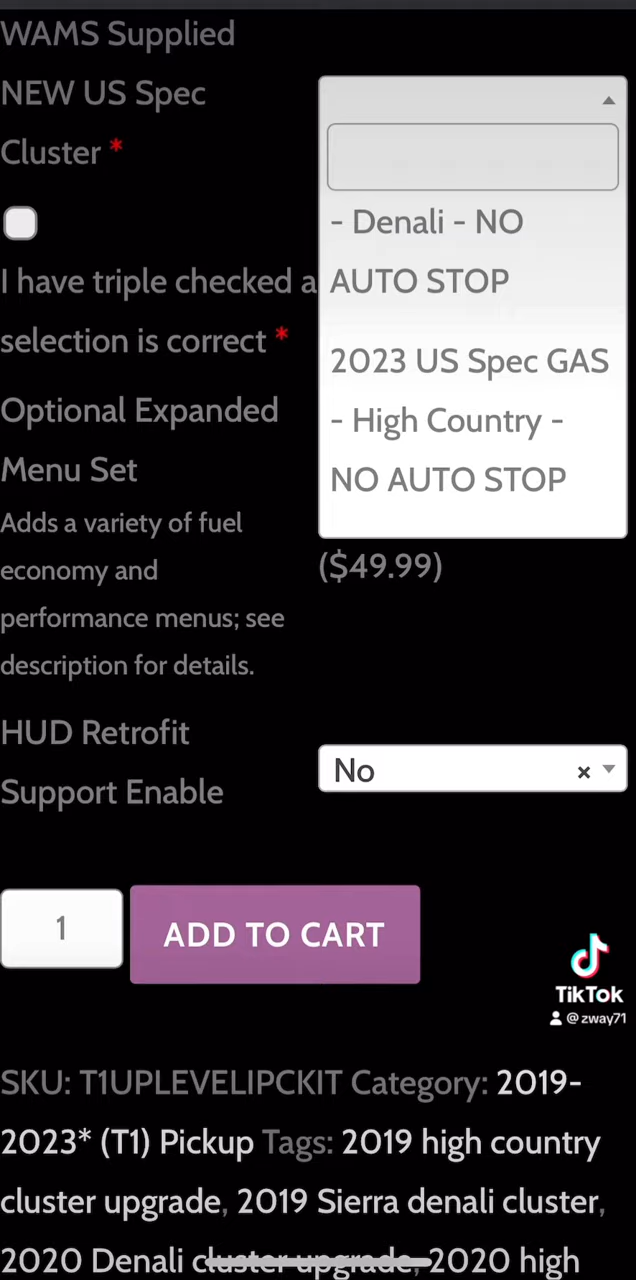 WAMS Supplied
NEW US Spec
Cluster *
- Denali - NO
AUTO STOP
2023 US Spec GAS
- High Country -
NO AUTO STOP
I have triple checked a
selection is correct *
Optional Expanded
Menu Set
Adds a variety of fuel
economy and
performance menus; see
description for details.
($49.99)
HUD Retrofit
Support Enable
No × 
1
ADD TO CART
TikTok
@zway71
SKU: T1UPLEVELIPCKIT Category: 2019-
2023* (T1) Pickup Tags: 2019 high country
cluster upgrade, 2019 Sierra denali cluster,
2020 Denali cluster upgrade, 2020 high